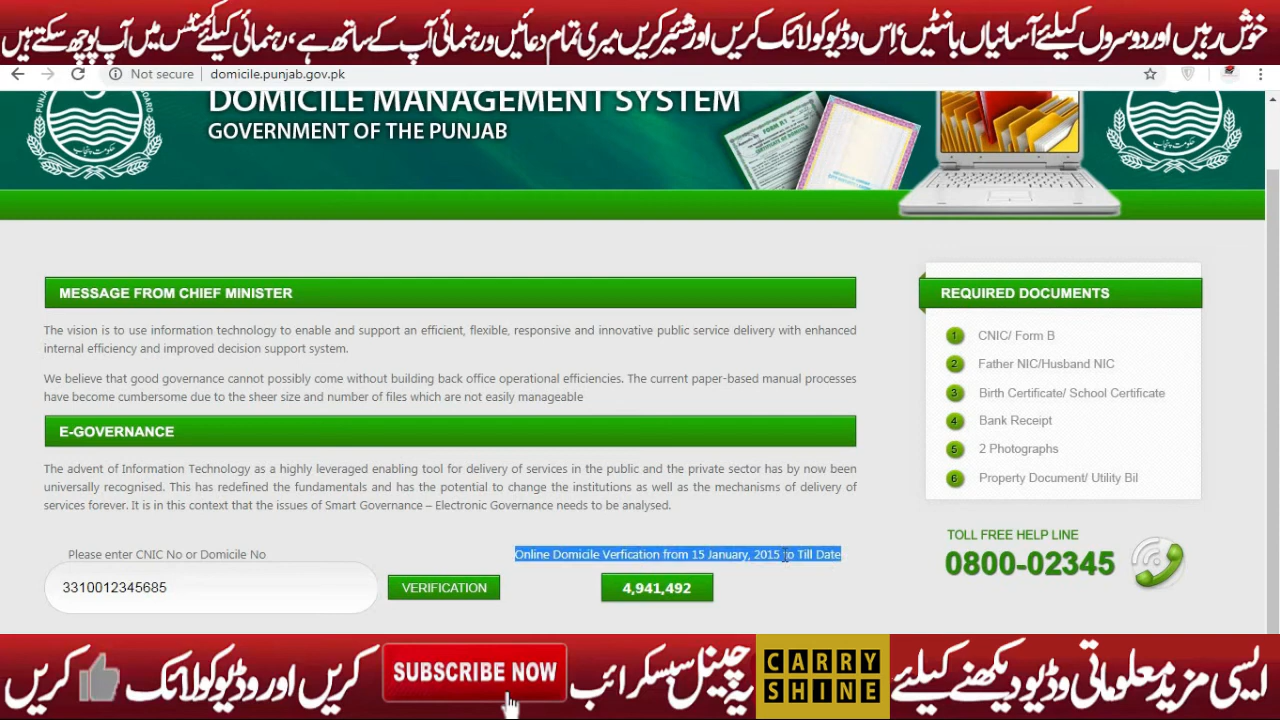 خوش رہیں اور دوسروں کیلئے آسانیاں بانٹیں، اِس وڈیو کو لائک کریں اور شئیر کریں میری تمام دعائیں ورہنمائی آپ کے ساتھ ہے، رہنمائی کیلئے کمنٹس میں آپ پوچھ سکتے ہیں
Not secure | domicile.punjab.gov.pk
DOMICILE MANAGEMENT SYSTEM
GOVERNMENT OF THE PUNJAB
MESSAGE FROM CHIEF MINISTER
The vision is to use information technology to enable and support an efficient, flexible, responsive and innovative public service delivery with enhanced
internal efficiency and improved decision support system.
We believe that good governance cannot possibly come without building back office operational efficiencies. The current paper-based manual processes
have become cumbersome due to the sheer size and number of files which are not easily manageable
E-GOVERNANCE
The advent of Information Technology as a highly leveraged enabling tool for delivery of services in the public and the private sector has by now been
universally recognised. This has redefined the fundamentals and has the potential to change the institutions as well as the mechanisms of delivery of
services forever. It is in this context that the issues of Smart Governance – Electronic Governance needs to be analysed.
Please enter CNIC No or Domicile No
3310012345685
VERIFICATION
Online Domicile Verfication from 15 January, 2015 to Till Date
4,941,492
REQUIRED DOCUMENTS
1 CNIC/ Form B
2 Father NIC/Husband NIC
3 Birth Certificate/ School Certificate
4 Bank Receipt
5 2 Photographs
6 Property Document/ Utility Bil
TOLL FREE HELP LINE
0800-02345
ایسی مزید معلوماتی وڈیو دیکھنے کیلئے CARRY SHINE یہ چینل سبسکرائب SUBSCRIBE NOW کریں اور وڈیو کو لائک کریں